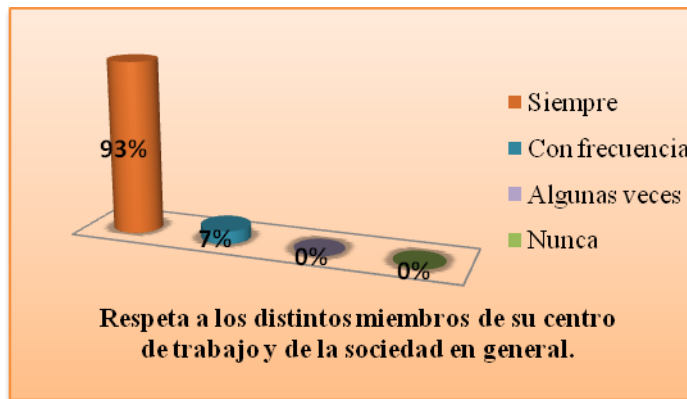 93%
7%
0%
0%
Siempre
Con frecuencia
Algunas veces
Nunca
Respeta a los distintos miembros de su centro
de trabajo y de la sociedad en general.